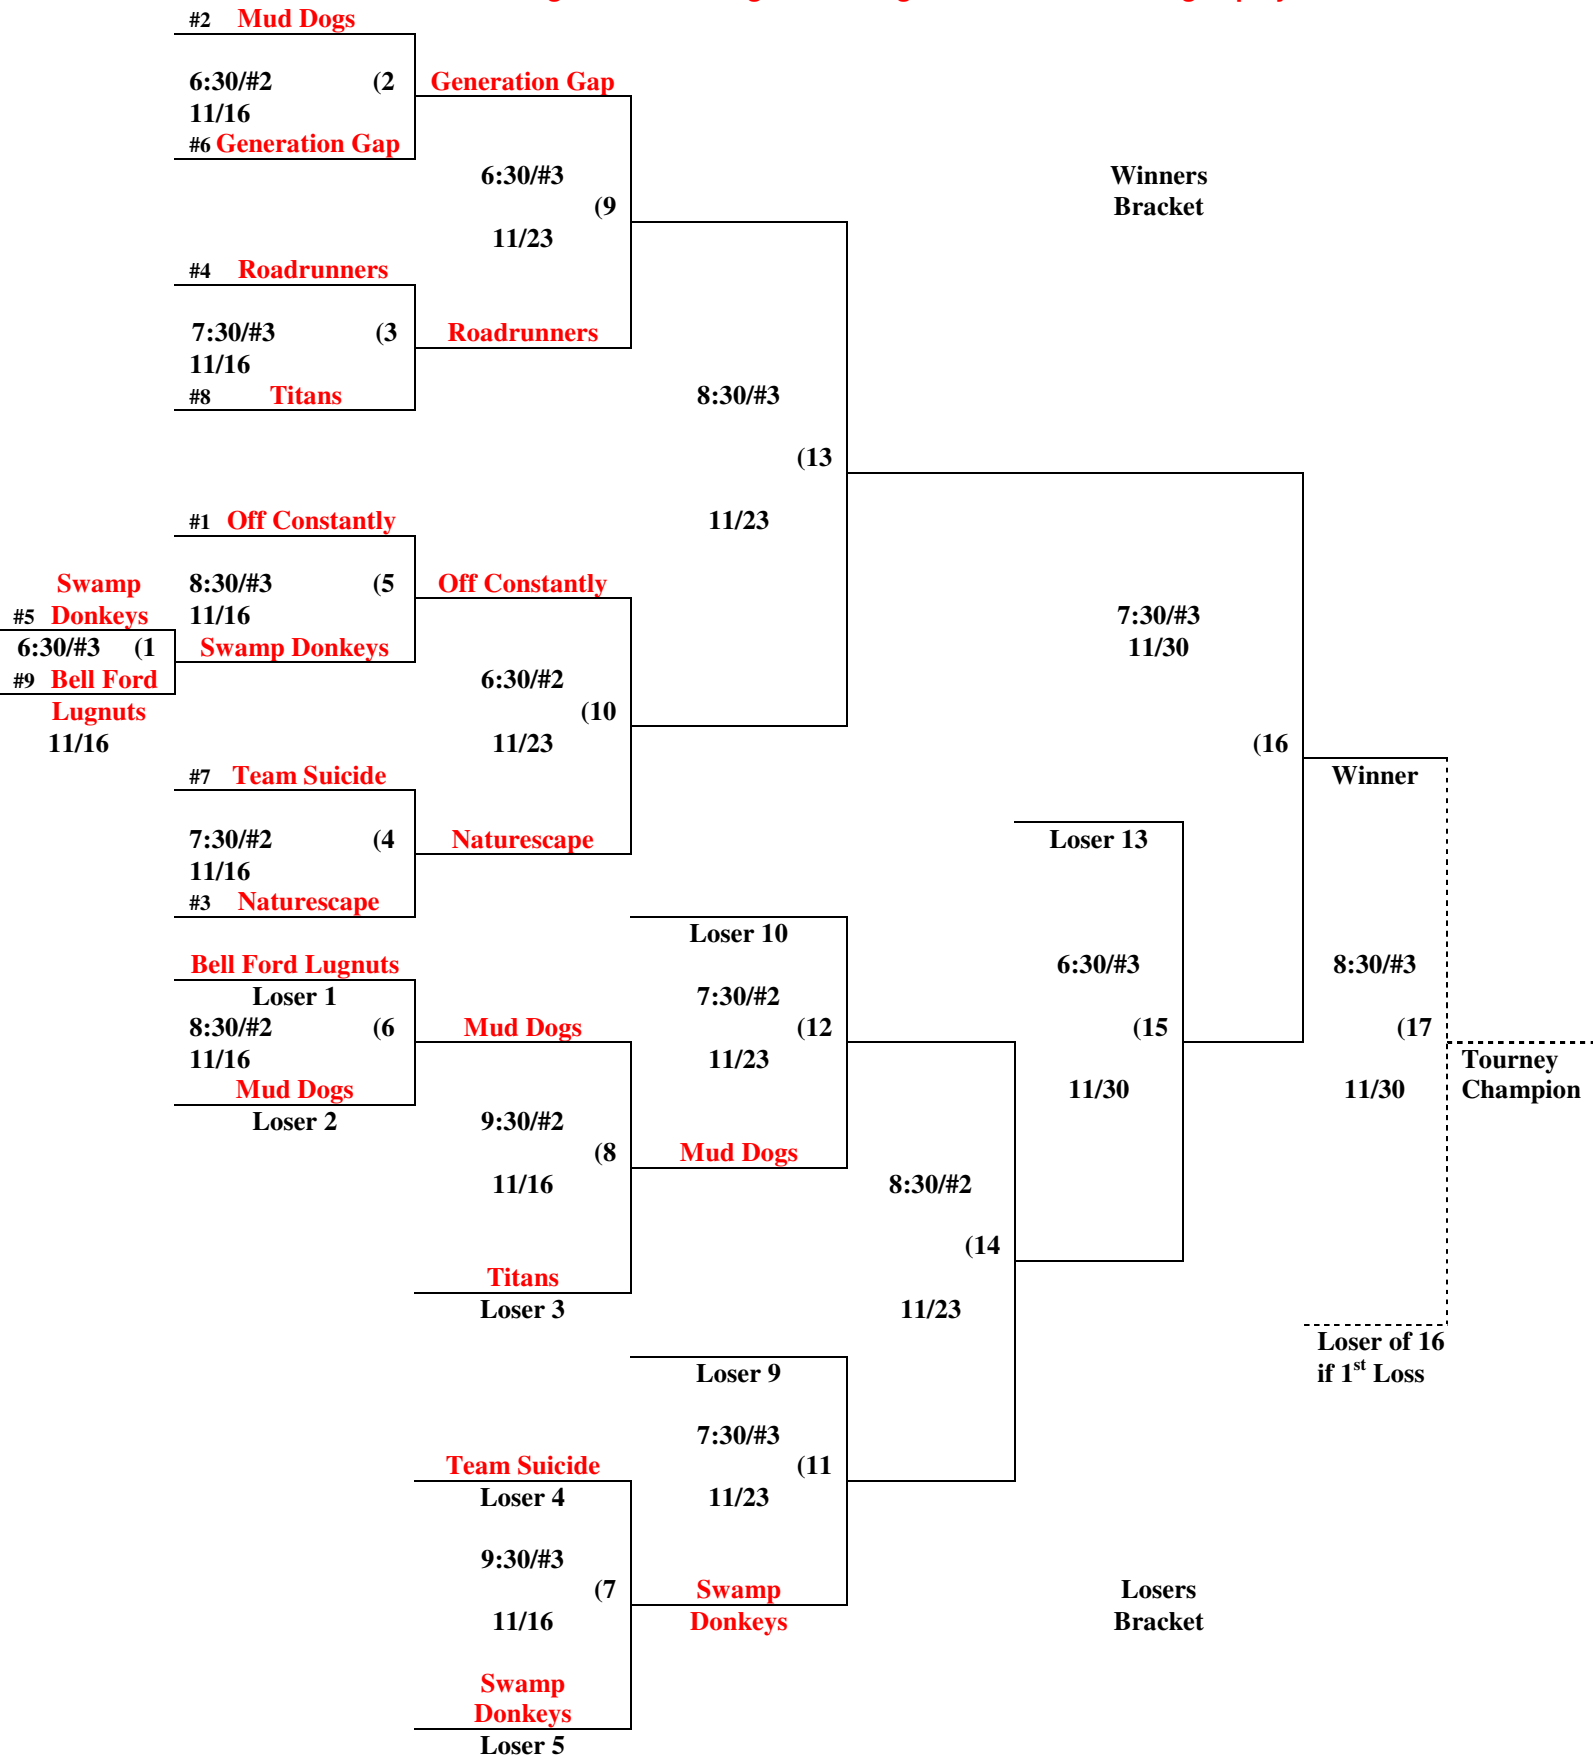 #2 Mud Dogs
6:30/#2 (2 Generation Gap
11/16
#6 Generation Gap
6:30/#3 Winners
(9 Bracket
11/23
#4 Roadrunners
7:30/#3 (3 Roadrunners
11/16
#8 Titans 8:30/#3
(13
#1 Off Constantly 11/23
Swamp 8:30/#3 (5 Off Constantly
#5 Donkeys 11/16 7:30/#3
6:30/#3 (1 Swamp Donkeys 11/30
#9 Bell Ford 6:30/#2
Lugnuts (10
11/16 11/23 (16
#7 Team Suicide Winner
7:30/#2 (4 Naturescape Loser 13
11/16
#3 Naturescape
Loser 10
Bell Ford Lugnuts 6:30/#3 8:30/#3
Loser 1 7:30/#2
8:30/#2 (6 Mud Dogs (12 (15 (17
11/16 11/23 Tourney
Mud Dogs 11/30 11/30 Champion
Loser 2 9:30/#2
(8 Mud Dogs
11/16 8:30/#2
(14
Titans
Loser 3 11/23
Loser of 16
Loser 9 if 1st Loss
7:30/#3
Team Suicide (11
Loser 4 11/23
9:30/#3
(7 Swamp Losers
11/16 Donkeys Bracket
Swamp
Donkeys
Loser 5